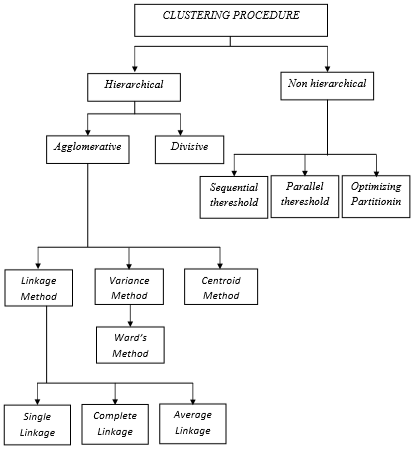 CLUSTERING PROCEDURE
Hierarchical
Non hierarchical
Agglomerative
Divisive
Sequential
thereshold
Parallel
thereshold
Optimizing
Partitionin
Linkage
Method
Variance
Method
Centroid
Method
Ward's
Method
Single
Linkage
Complete
Linkage
Average
Linkage